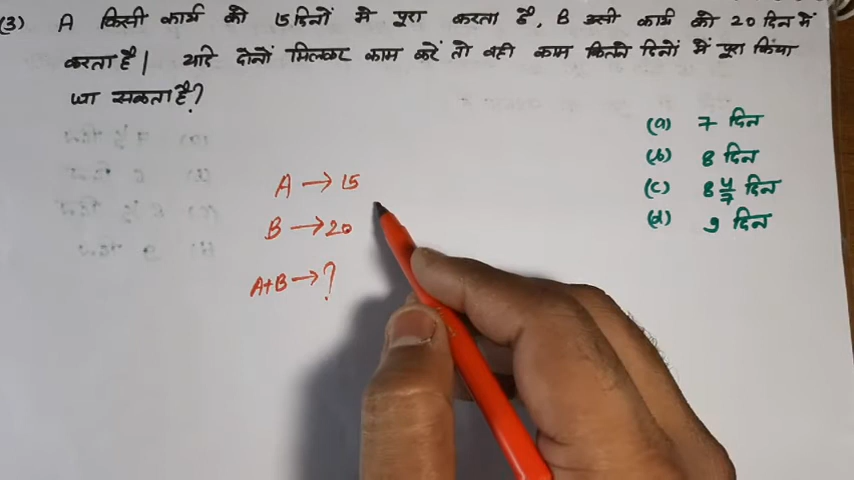 (3) A किसी कार्य को 15 दिनों में पूरा करता है, B उसी कार्य को 20 दिन में
करता है| यदि दोनों मिलकर काम करें तो वही काम कितने दिनों में पूरा किया
जा सकता है?
(a) 7 दिन
(b) 8 दिन
(c) 8 4/7 दिन
(d) 9 दिन
A → 15
B → 20
A+B → ?